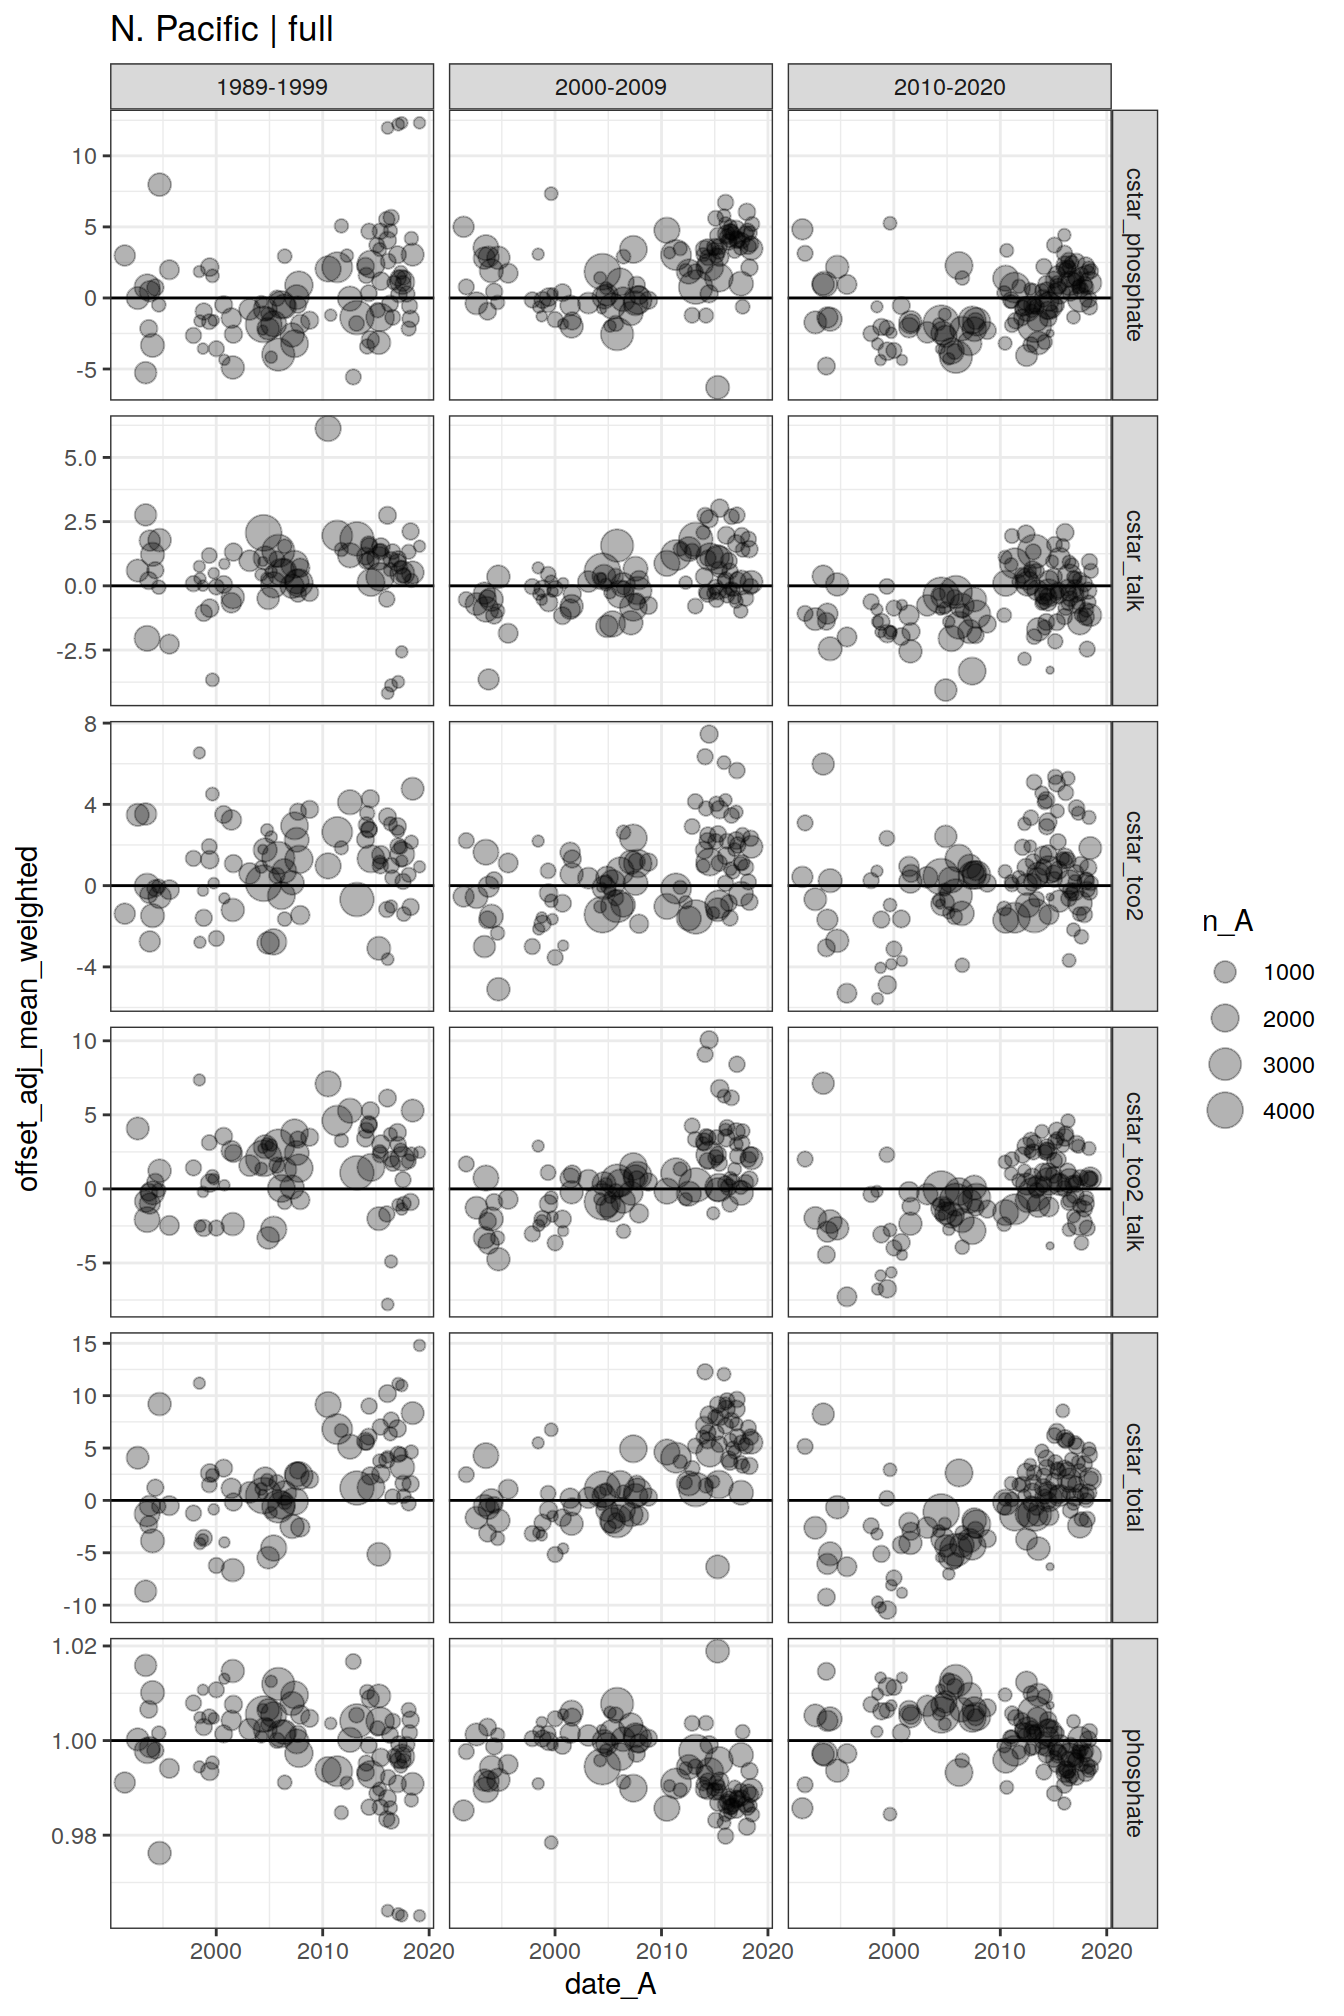 N. Pacific | full
1989-1999
2000-2009
2010-2020
10
5
0
-5
cstar_phosphate
5.0
2.5
0.0
-2.5
cstar_talk
8
4
0
-4
cstar_tco2
10
5
0
-5
cstar_tco2_talk
15
10
5
0
-5
-10
cstar_total
1.02
1.00
0.98
phosphate
2000 2010 2020 2000 2010 2020 2000 2010 2020
date_A
offset_adj_mean_weighted
n_A
1000
2000
3000
4000